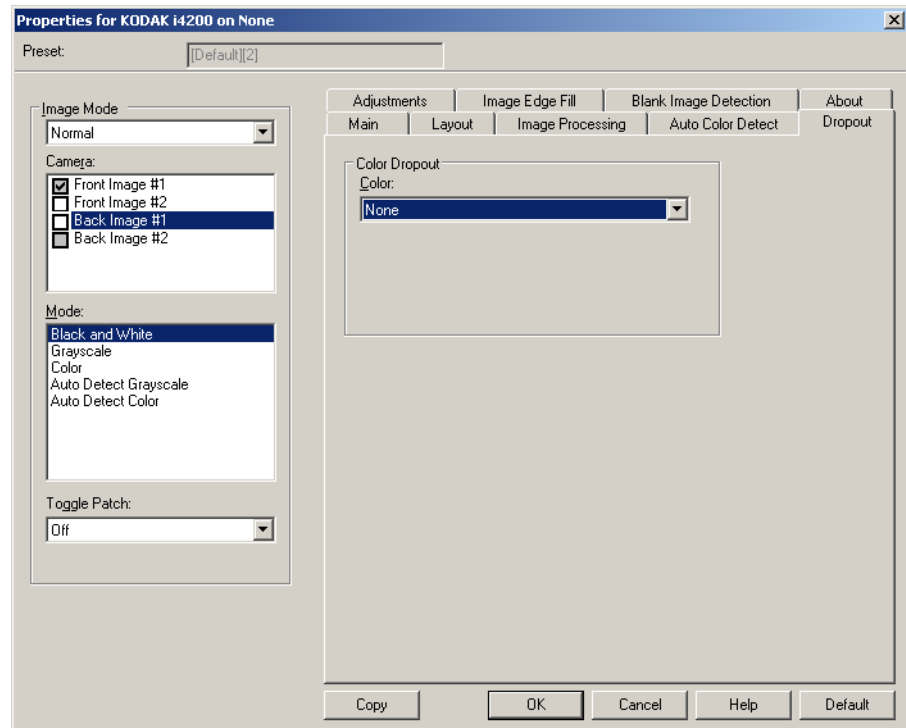 Properties for KODAK i4200 on None
Preset:
[Default][2]
Image Mode
Normal
Camera:
Front Image #1
Front Image #2
Back Image #1
Back Image #2
Mode:
Black and White
Grayscale
Color
Auto Detect Grayscale
Auto Detect Color
Toggle Patch:
Off
Adjustments
Image Edge Fill
Blank Image Detection
About
Main
Layout
Image Processing
Auto Color Detect
Dropout
Color Dropout
Color:
None
Copy
OK
Cancel
Help
Default